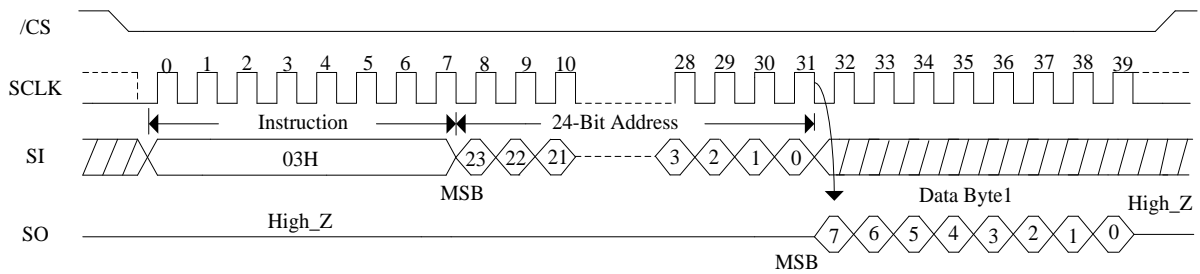 /CS
0 1 2 3 4 5 6 7 8 9 10 28 29 30 31 32 33 34 35 36 37 38 39
SCLK
Instruction 24-Bit Address
SI 03H 23 22 21 3 2 1 0
MSB Data Byte1
High_Z High_Z
SO 7 6 5 4 3 2 1 0
MSB